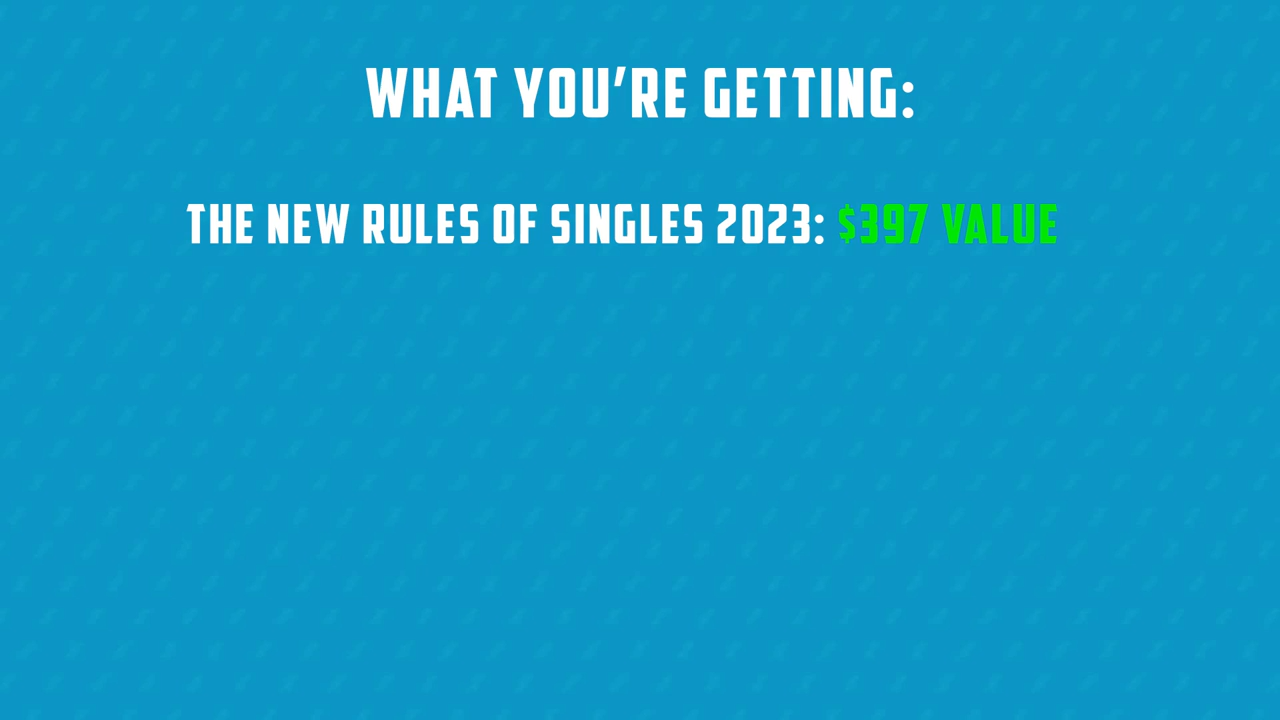 WHAT YOU'RE GETTING:
THE NEW RULES OF SINGLES 2023: $397 VALUE